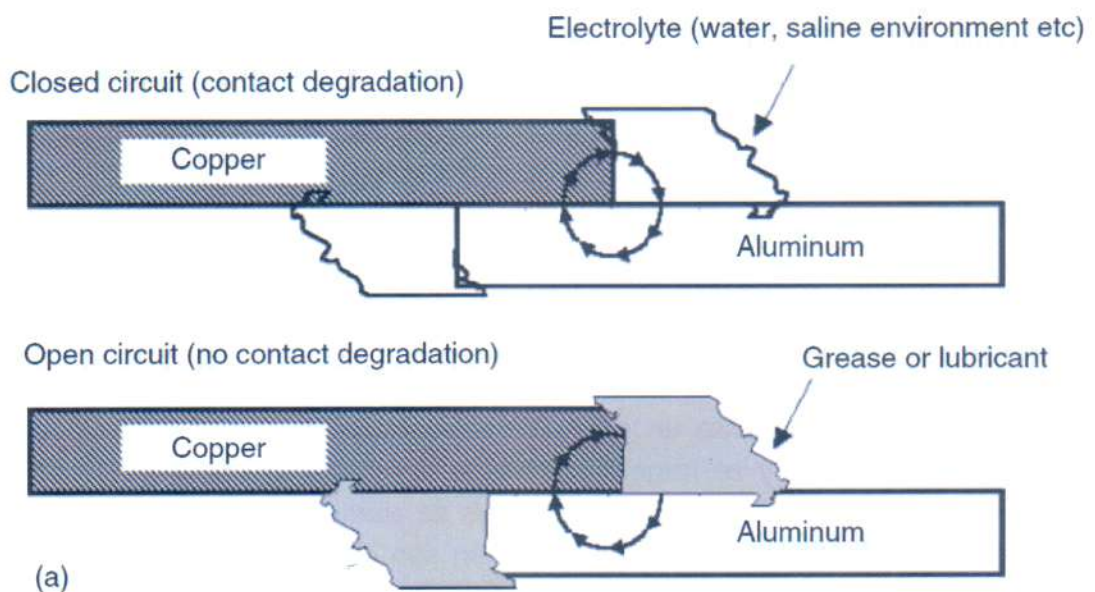 Electrolyte (water, saline environment etc)
Closed circuit (contact degradation)
Copper
Aluminum
Open circuit (no contact degradation)
Grease or lubricant
Copper
Aluminum
(a)